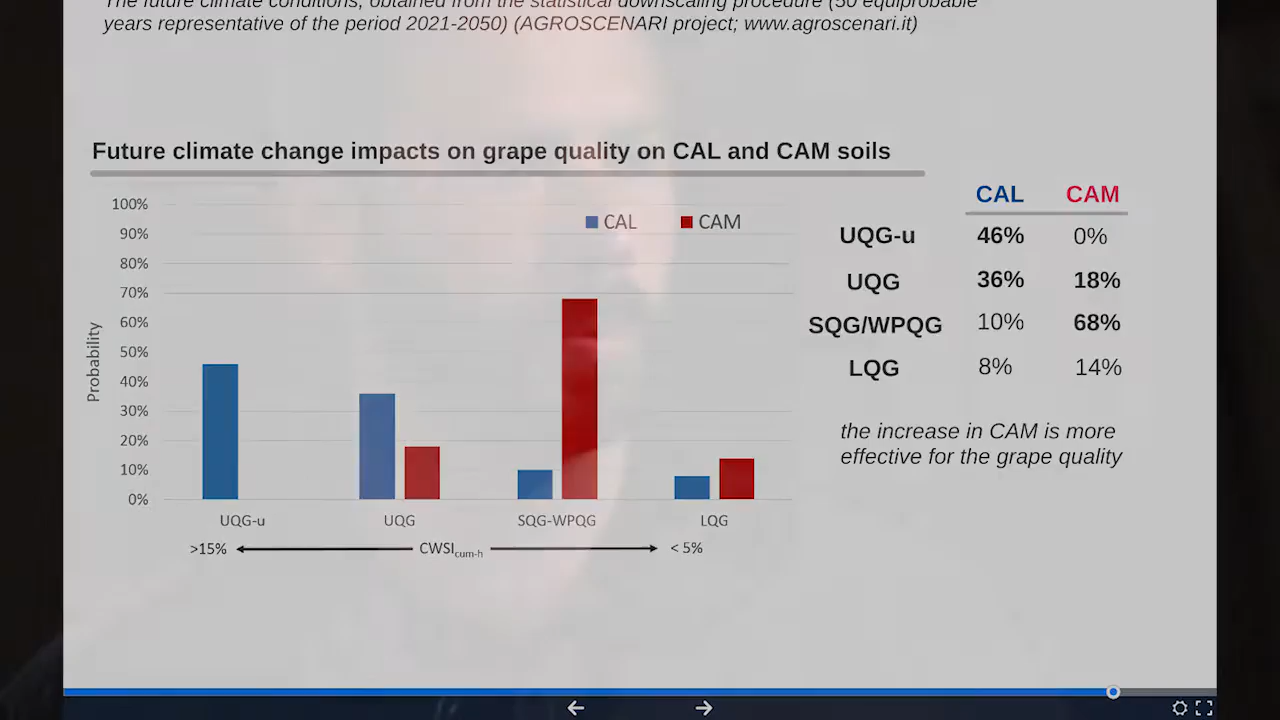 The future climate conditions, obtained from the statistical downscaling procedure (50 equiprobable
years representative of the period 2021-2050) (AGROSCENARI project; www.agroscenari.it)
Future climate change impacts on grape quality on CAL and CAM soils
CAL CAM
100%
90%
80%
70%
60%
50%
40%
30%
20%
10%
0%
Probability
UQG-u UQG SQG-WPQG LQG
>15% CWSIcum-h < 5%
CAL CAM
UQG-u 46% 0%
UQG 36% 18%
SQG/WPQG 10% 68%
LQG 8% 14%
the increase in CAM is more
effective for the grape quality